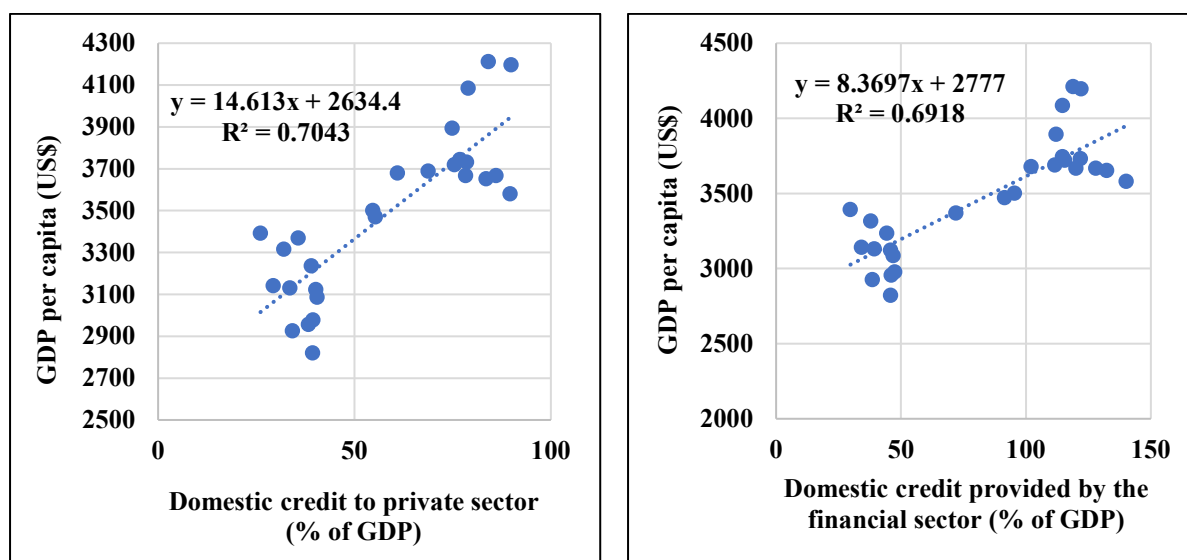 4300
4100
3900
3700
3500
3300
3100
2900
2700
2500
GDP per capita (US$)
y = 14.613x + 2634.4
R² = 0.7043
0
50
100
Domestic credit to private sector
(% of GDP)
4500
4000
3500
3000
2500
2000
GDP per capita (US$)
y = 8.3697x + 2777
R² = 0.6918
0
50
100
150
Domestic credit provided by the
financial sector (% of GDP)